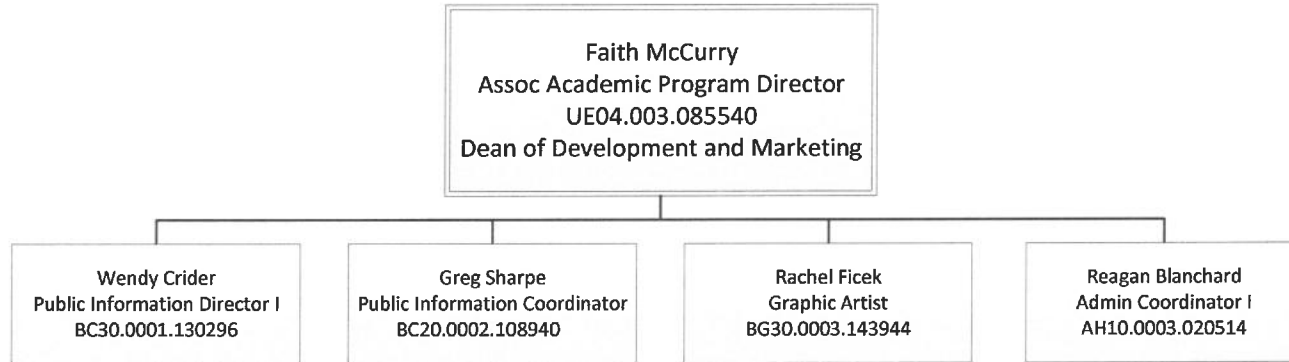 Faith McCurry
Assoc Academic Program Director
UE04.003.085540
Dean of Development and Marketing
Wendy Crider
Public Information Director I
BC30.0001.130296
Greg Sharpe
Public Information Coordinator
BC20.0002.108940
Rachel Ficek
Graphic Artist
BG30.0003.143944
Reagan Blanchard
Admin Coordinator I
AH10.0003.020514